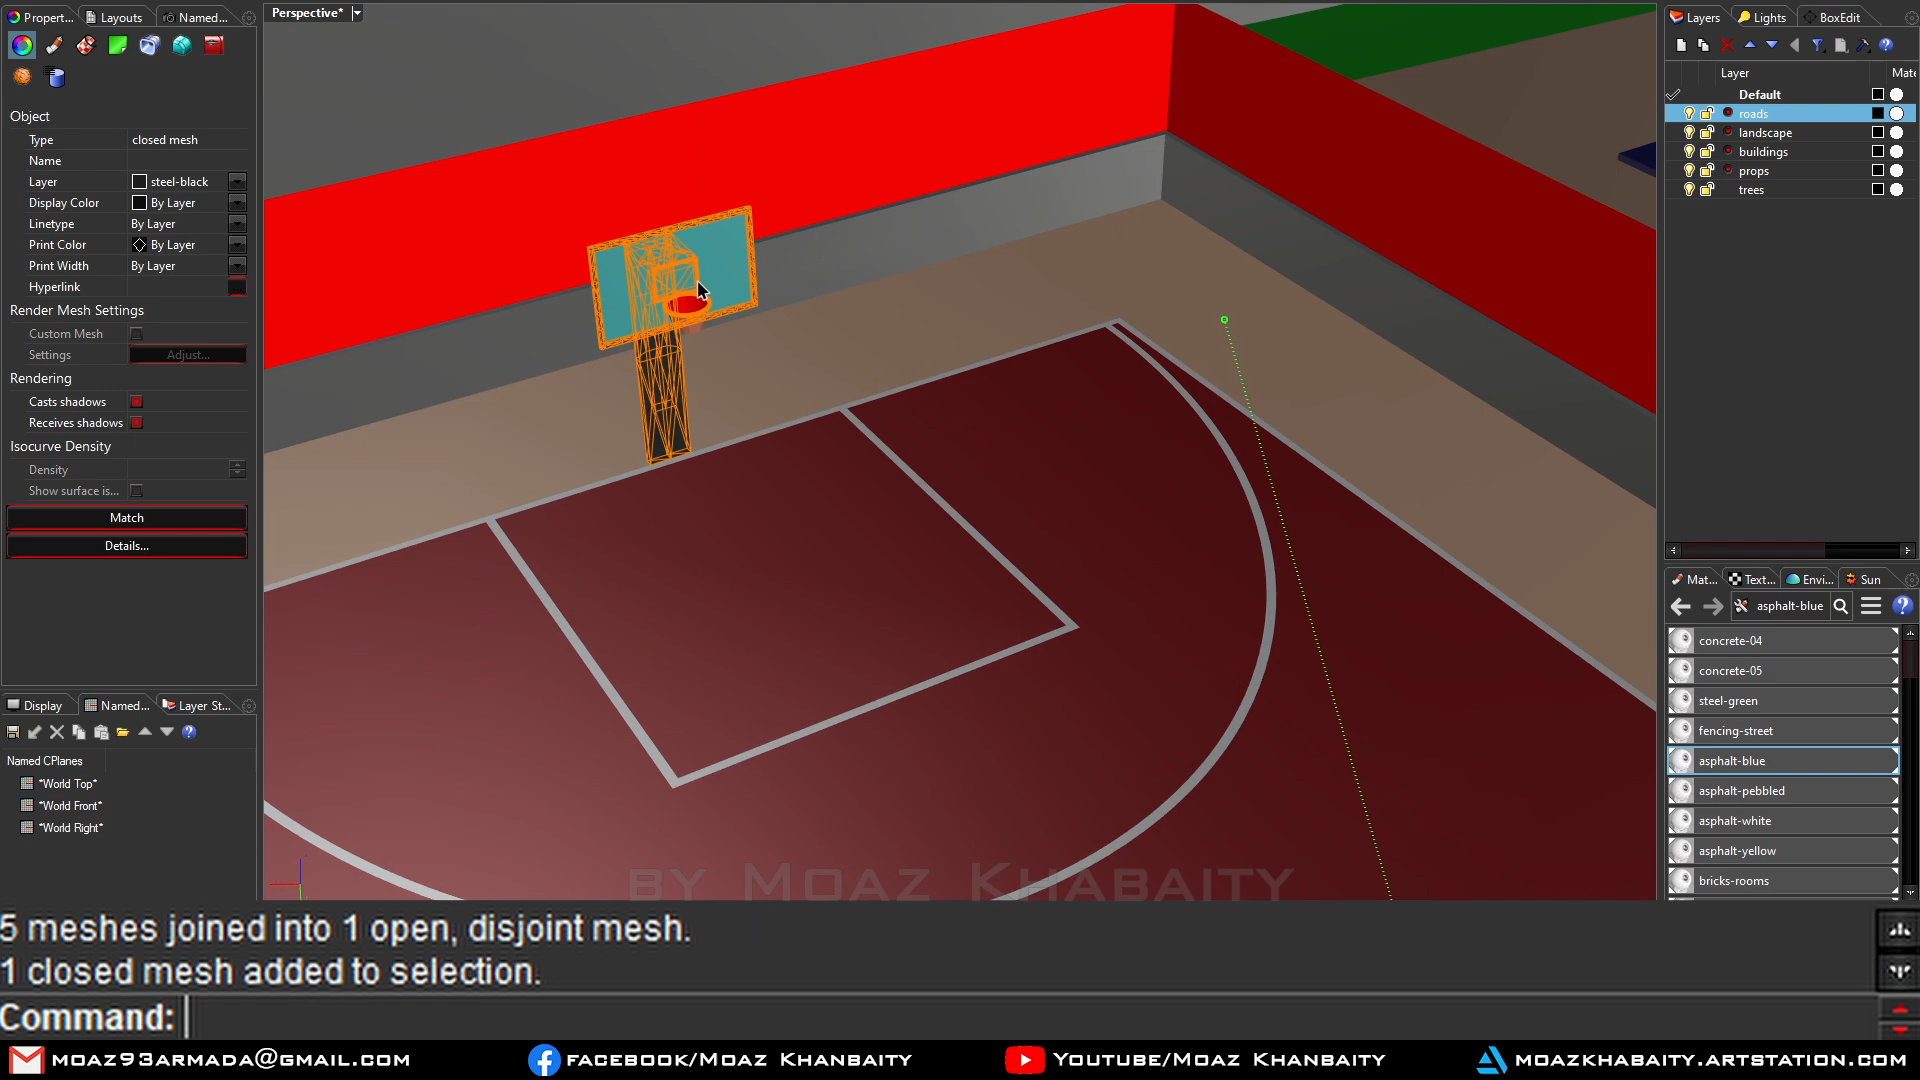 Propert...
Layouts
Named...
Object
Type closed mesh
Name
Layer steel-black
Display Color By Layer
Linetype By Layer
Print Color By Layer
Print Width By Layer
Hyperlink
Render Mesh Settings
Custom Mesh
Settings Adjust...
Rendering
Casts shadows
Receives shadows
Isocurve Density
Density
Show surface is...
Match
Details...
Display
Named...
Layer St...
Named CPlanes
*World Top*
*World Front*
*World Right*
Perspective*
BY MOAZ KHABAITY
Layers
Lights
BoxEdit
Layer Mate
Default
roads
landscape
buildings
props
trees
Mat...
Text...
Envi...
Sun
asphalt-blue
concrete-04
concrete-05
steel-green
fencing-street
asphalt-blue
asphalt-pebbled
asphalt-white
asphalt-yellow
bricks-rooms
5 meshes joined into 1 open, disjoint mesh.
1 closed mesh added to selection.
Command:
MOAZ93ARMADA@GMAIL.COM
FACEBOOK/MOAZ KHANBAITY
YOUTUBE/MOAZ KHANBAITY
MOAZKHABAITY.ARTSTATION.COM